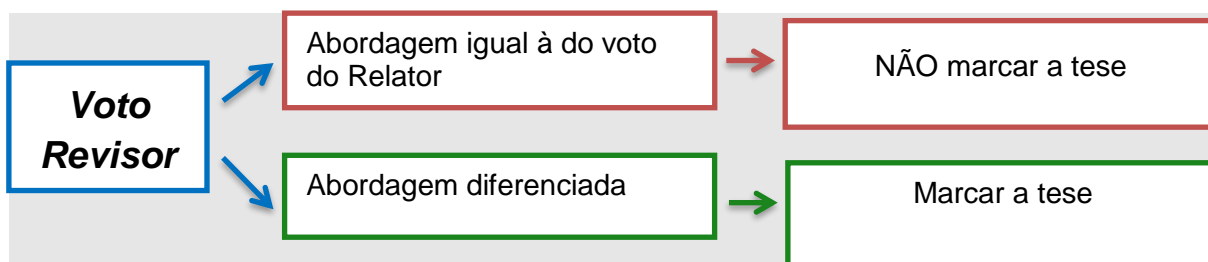 Voto
Revisor
Abordagem igual à do voto
do Relator
NÃO marcar a tese
Abordagem diferenciada
Marcar a tese